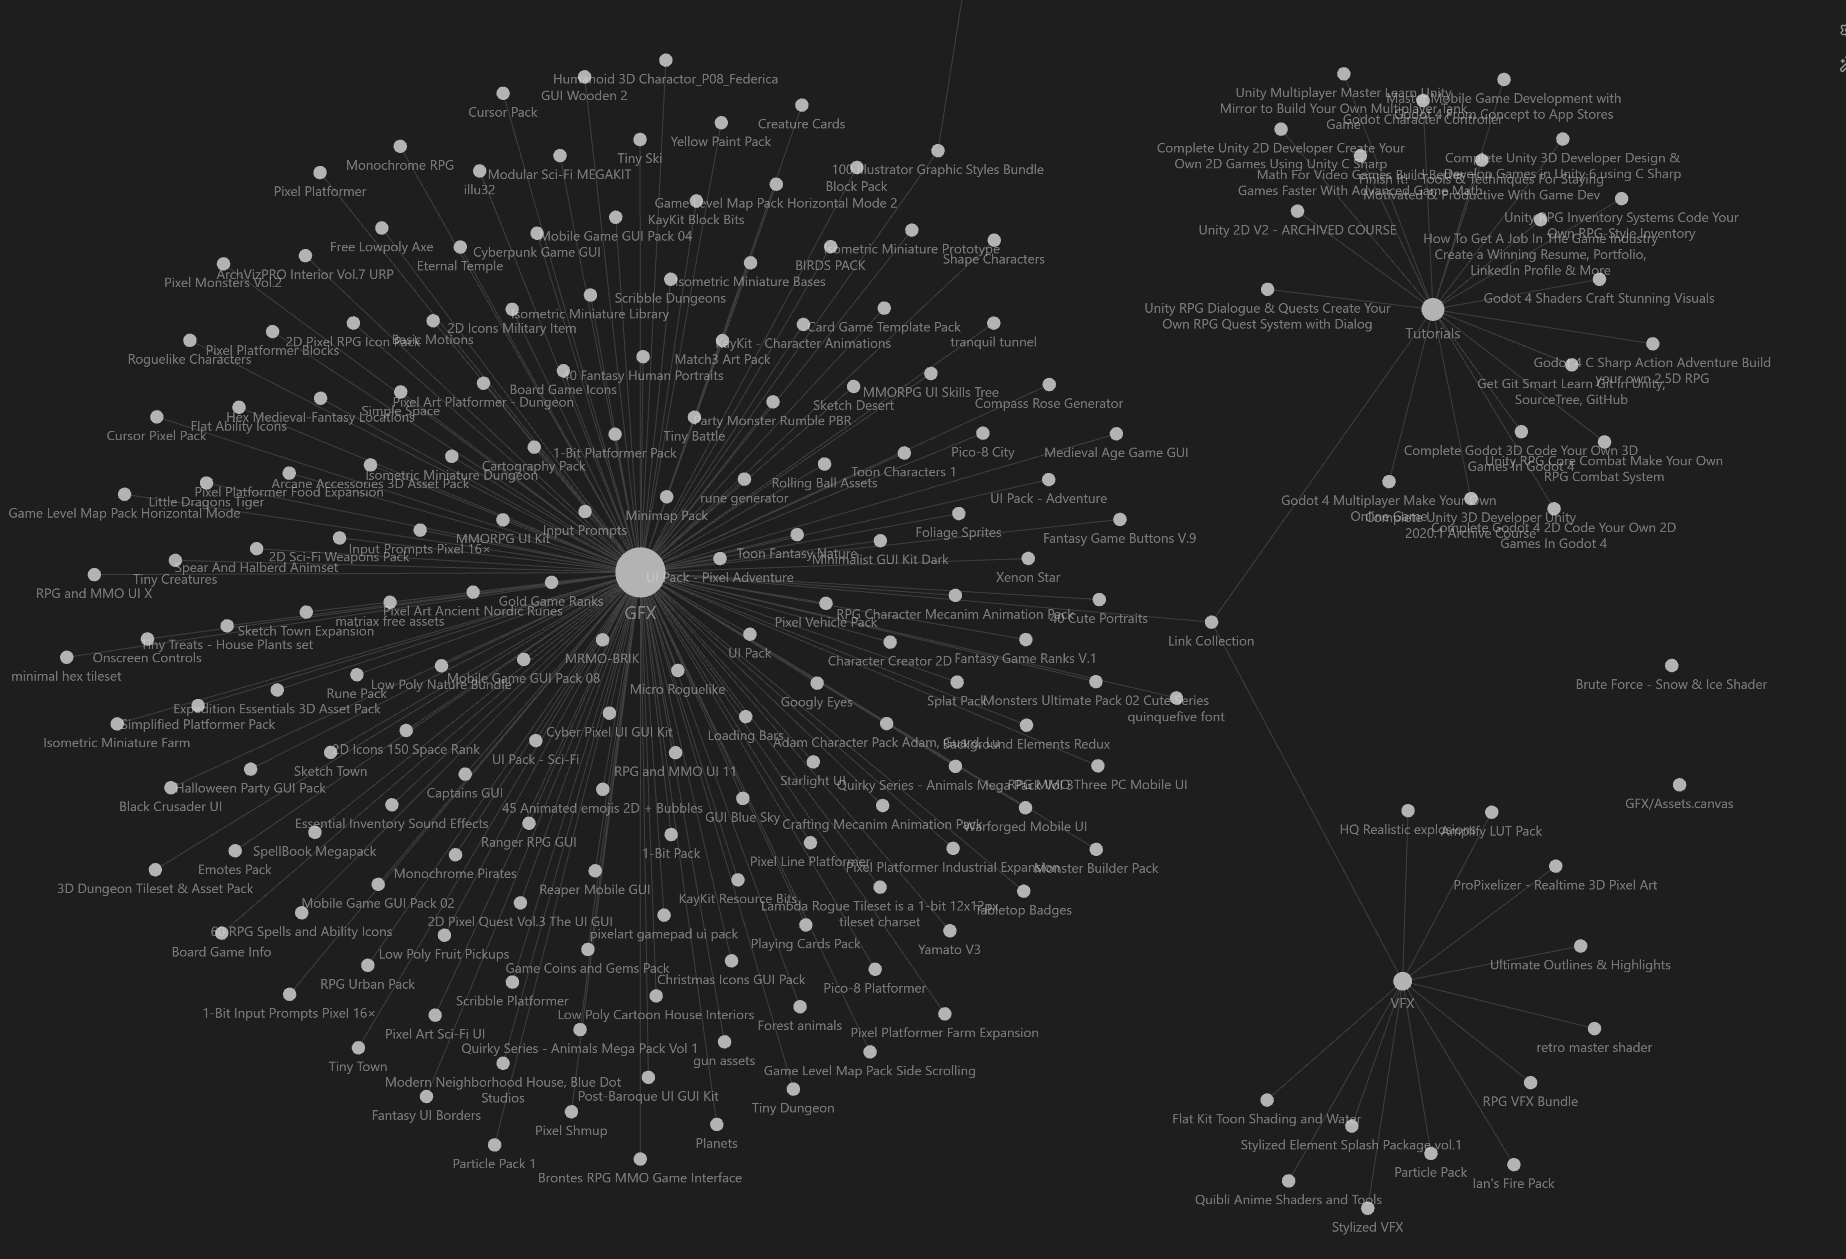 Humanoid 3D Charactor_P08_Federica
GUI Wooden 2
Cursor Pack
Creature Cards
Yellow Paint Pack
Tiny Ski
Monochrome RPG
Modular Sci-Fi MEGAKIT
illu32
Pixel Platformer
100 Illustrator Graphic Styles Bundle
Block Pack
Game Level Map Pack Horizontal Mode 2
KayKit Block Bits
Mobile Game GUI Pack 04
Free Lowpoly Axe
Cyberpunk Game GUI
Eternal Temple
Isometric Miniature Prototype
BIRDS PACK
Shape Characters
ArchVizPRO Interior Vol.7 URP
Pixel Monsters Vol.2
Isometric Miniature Bases
Scribble Dungeons
Isometric Miniature Library
2D Icons Military Item
Card Game Template Pack
KayKit - Character Animations
tranquil tunnel
Basic Motions
2D Pixel RPG Icon Pack
Pixel Platformer Blocks
Roguelike Characters
Match3 Art Pack
40 Fantasy Human Portraits
Board Game Icons
MMORPG UI Skills Tree
Sketch Desert
Compass Rose Generator
Pixel Art Platformer - Dungeon
Simple Space
Hex Medieval-Fantasy Locations
Flat Ability Icons
Cursor Pixel Pack
Party Monster Rumble PBR
Tiny Battle
Pico-8 City
Medieval Age Game GUI
1-Bit Platformer Pack
Cartography Pack
Isometric Miniature Dungeon
Arcane Accessories 3D Asset Pack
Toon Characters 1
Rolling Ball Assets
rune generator
UI Pack - Adventure
Pixel Platformer Food Expansion
Little Dragons Tiger
Game Level Map Pack Horizontal Mode
Minimap Pack
Input Prompts
MMORPG UI Kit
Input Prompts Pixel 16×
2D Sci-Fi Weapons Pack
Spear And Halberd Animset
Tiny Creatures
RPG and MMO UI X
Foliage Sprites
Fantasy Game Buttons V.9
Toon Fantasy Nature
Minimalist GUI Kit Dark
Xenon Star
UI Pack - Pixel Adventure
GFX
Gold Game Ranks
Pixel Art Ancient Nordic Runes
matriax free assets
Sketch Town Expansion
Tiny Treats - House Plants set
Onscreen Controls
minimal hex tileset
RPG Character Mecanim Animation Pack
Pixel Vehicle Pack
40 Cute Portraits
Link Collection
MRMO-BRIK
UI Pack
Character Creator 2D
Fantasy Game Ranks V.1
Mobile Game GUI Pack 08
Low Poly Nature Bundle
Rune Pack
Expedition Essentials 3D Asset Pack
Simplified Platformer Pack
Isometric Miniature Farm
Micro Roguelike
Googly Eyes
Splat Pack
Monsters Ultimate Pack 02 Cute Series
quinquefive font
Cyber Pixel UI GUI Kit
Loading Bars
Adam Character Pack Adam, Guard, Lu
Background Elements Redux
2D Icons 150 Space Rank
UI Pack - Sci-Fi
Sketch Town
RPG and MMO UI 11
Starlight UI
Quirky Series - Animals Mega Pack Vol 3
RPG MMO Three PC Mobile UI
Halloween Party GUI Pack
Captains GUI
Black Crusader UI
45 Animated emojis 2D + Bubbles
GUI Blue Sky
Crafting Mecanim Animation Pack
Warforged Mobile UI
Essential Inventory Sound Effects
Ranger RPG GUI
SpellBook Megapack
1-Bit Pack
Pixel Line Platformer
Pixel Platformer Industrial Expansion
Monster Builder Pack
Emotes Pack
Monochrome Pirates
3D Dungeon Tileset & Asset Pack
Reaper Mobile GUI
KayKit Resource Bits
Lambda Rogue Tileset is a 1-bit 12x12px
tileset charset
Tabletop Badges
Mobile Game GUI Pack 02
2D Pixel Quest Vol.3 The UI GUI
pixelart gamepad ui pack
60 RPG Spells and Ability Icons
Board Game Info
Playing Cards Pack
Yamato V3
Low Poly Fruit Pickups
Game Coins and Gems Pack
Christmas Icons GUI Pack
RPG Urban Pack
Pico-8 Platformer
1-Bit Input Prompts Pixel 16×
Scribble Platformer
Low Poly Cartoon House Interiors
Forest animals
Pixel Art Sci-Fi UI
Pixel Platformer Farm Expansion
Quirky Series - Animals Mega Pack Vol 1
gun assets
Game Level Map Pack Side Scrolling
Tiny Town
Modern Neighborhood House, Blue Dot
Studios
Post-Baroque UI GUI Kit
Tiny Dungeon
Fantasy UI Borders
Pixel Shmup
Planets
Particle Pack 1
Brontes RPG MMO Game Interface
Unity Multiplayer Master Learn Unity
Mirror to Build Your Own Multiplayer Tank
Game
Master Mobile Game Development with
Godot 4 From Concept to App Stores
Godot Character Controller
Complete Unity 2D Developer Create Your
Own 2D Games Using Unity C Sharp
Complete Unity 3D Developer Design &
Develop Games in Unity 6 using C Sharp
Math For Video Games Build Better
Games Faster With Advanced Game Math
Finish It! Tools & Techniques For Staying
Motivated & Productive With Game Dev
Unity 2D V2 - ARCHIVED COURSE
Unity RPG Inventory Systems Code Your
Own RPG Style Inventory
How To Get A Job In The Game Industry
Create a Winning Resume, Portfolio,
LinkedIn Profile & More
Godot 4 Shaders Craft Stunning Visuals
Unity RPG Dialogue & Quests Create Your
Own RPG Quest System with Dialog
Tutorials
Godot 4 C Sharp Action Adventure Build
your own 2.5D RPG
Get Git Smart Learn Git in Unity,
SourceTree, GitHub
Complete Godot 3D Code Your Own 3D
Games In Godot 4
Unity RPG Core Combat Make Your Own
RPG Combat System
Godot 4 Multiplayer Make Your Own
Online Game
Complete Unity 3D Developer Unity
2020.1 Archive Course
Complete Godot 4 2D Code Your Own 2D
Games In Godot 4
Brute Force - Snow & Ice Shader
GFX/Assets.canvas
HQ Realistic explosions
Amplify LUT Pack
ProPixelizer - Realtime 3D Pixel Art
Ultimate Outlines & Highlights
VFX
retro master shader
RPG VFX Bundle
Flat Kit Toon Shading and Water
Stylized Element Splash Package vol.1
Particle Pack
Ian's Fire Pack
Quibli Anime Shaders and Tools
Stylized VFX